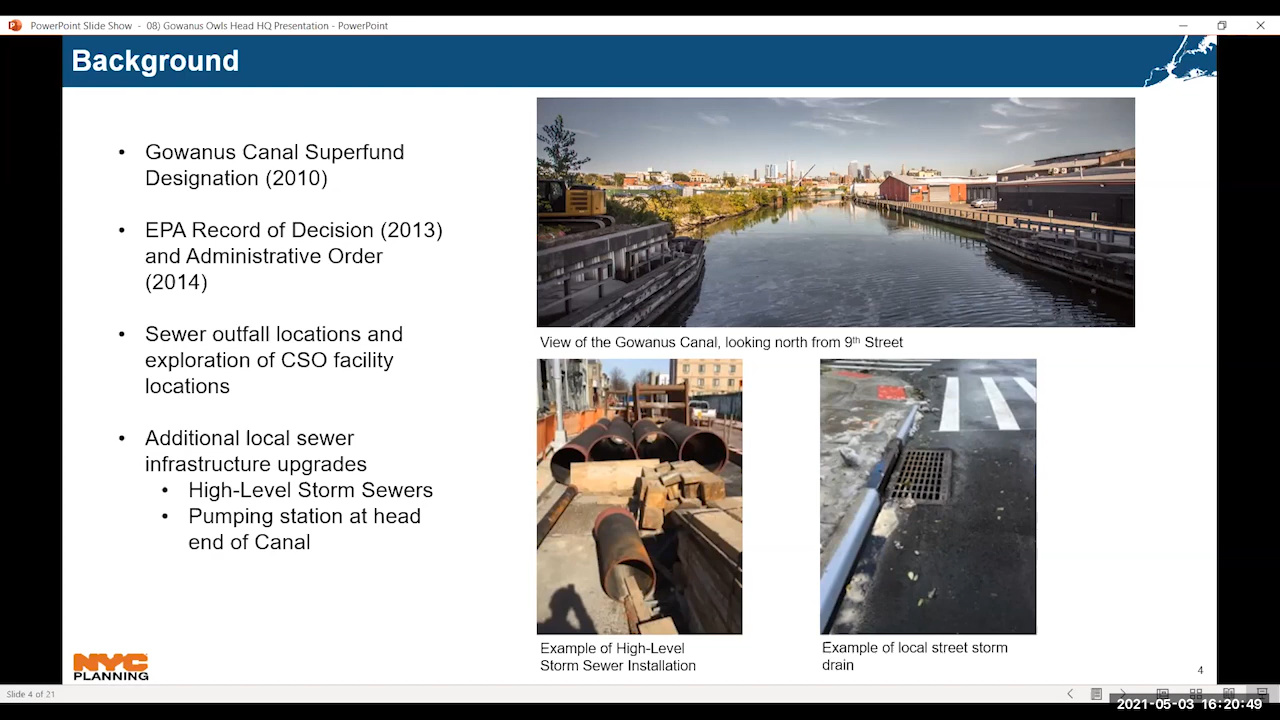 PowerPoint Slide Show - 08) Gowanus Owls Head HQ Presentation - PowerPoint
Background
• Gowanus Canal Superfund
Designation (2010)
• EPA Record of Decision (2013)
and Administrative Order
(2014)
• Sewer outfall locations and
exploration of CSO facility
locations
• Additional local sewer
infrastructure upgrades
• High-Level Storm Sewers
• Pumping station at head
end of Canal
View of the Gowanus Canal, looking north from 9th Street
Example of High-Level
Storm Sewer Installation
Example of local street storm
drain
NYC
PLANNING
4
Slide 4 of 21
2021-05-03 16:20:49